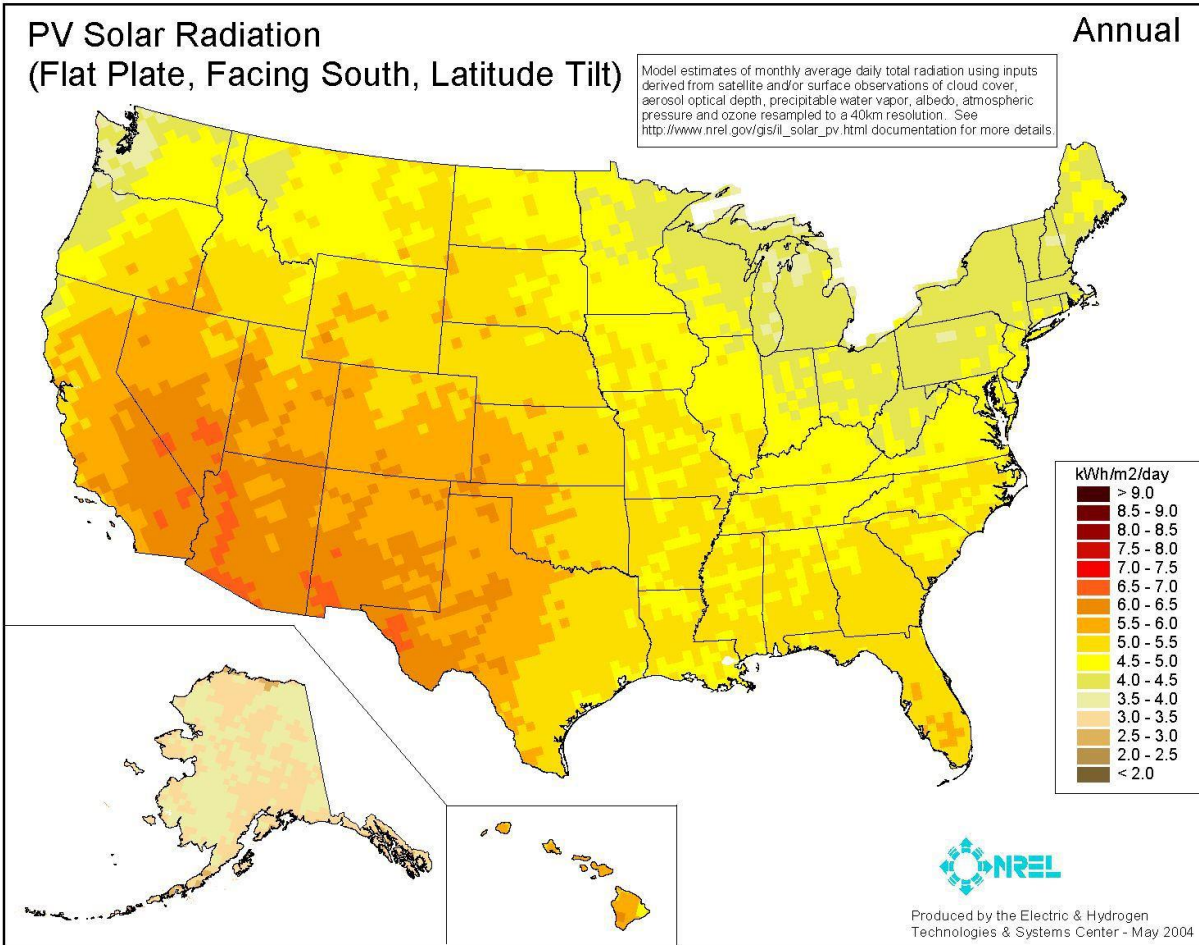 PV Solar Radiation
(Flat Plate, Facing South, Latitude Tilt)
Annual
Model estimates of monthly average daily total radiation using inputs
derived from satellite and/or surface observations of cloud cover,
aerosol optical depth, precipitable water vapor, albedo, atmospheric
pressure and ozone resampled to a 40km resolution. See
http://www.nrel.gov/gis/il_solar_pv.html documentation for more details.
kWh/m2/day
> 9.0
8.5 - 9.0
8.0 - 8.5
7.5 - 8.0
7.0 - 7.5
6.5 - 7.0
6.0 - 6.5
5.5 - 6.0
5.0 - 5.5
4.5 - 5.0
4.0 - 4.5
3.5 - 4.0
3.0 - 3.5
2.5 - 3.0
2.0 - 2.5
< 2.0
NREL
Produced by the Electric & Hydrogen
Technologies & Systems Center - May 2004